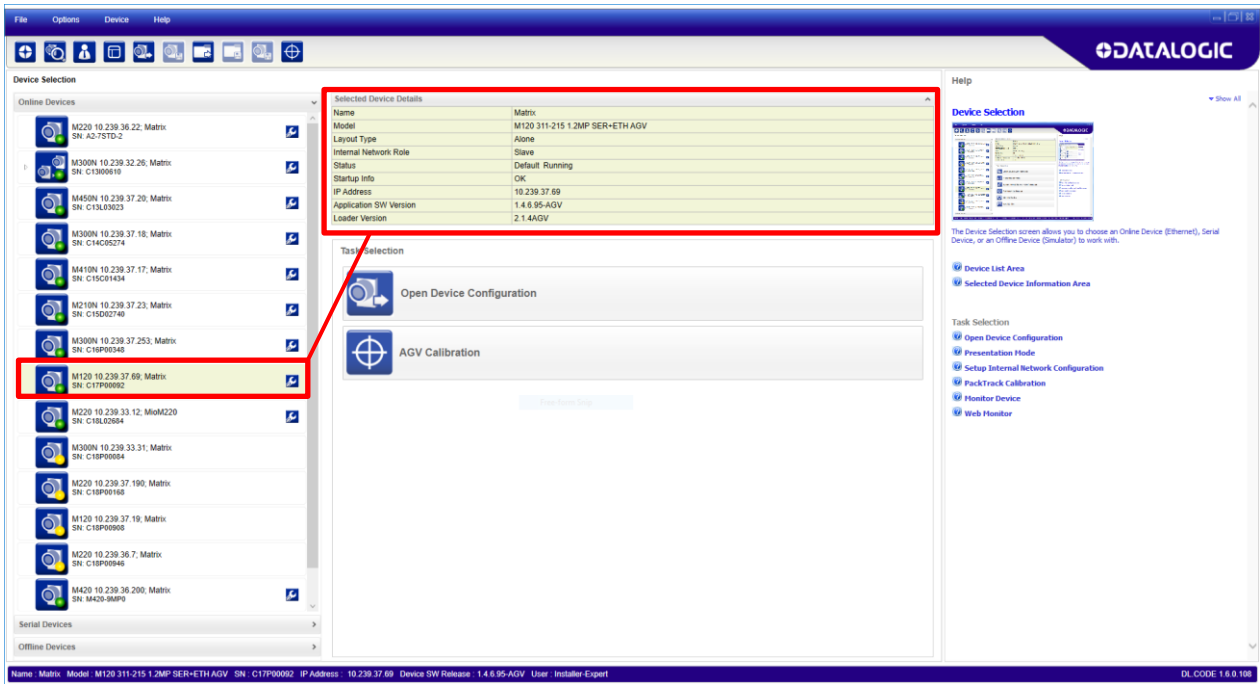 File Options Device Help
DATALOGIC
Device Selection
Online Devices
M220 10.239.36.22; Matrix
SN: A2-7STD-2
M300N 10.239.32.26; Matrix
SN: C13I00610
M450N 10.239.37.20; Matrix
SN: C13L03023
M300N 10.239.37.18; Matrix
SN: C14C05274
M410N 10.239.37.17; Matrix
SN: C15C01434
M210N 10.239.37.23; Matrix
SN: C15D02740
M300N 10.239.37.253; Matrix
SN: C16P00348
M120 10.239.37.69; Matrix
SN: C17P00092
M220 10.239.33.12; MioM220
SN: C18L02684
M300N 10.239.33.31; Matrix
SN: C18P00084
M220 10.239.37.190; Matrix
SN: C18P00168
M120 10.239.37.19; Matrix
SN: C18P00908
M220 10.239.36.7; Matrix
SN: C18P00946
M420 10.239.36.200; Matrix
SN: M420-9MP0
Serial Devices
Offline Devices
Selected Device Details
Name Matrix
Model M120 311-215 1.2MP SER+ETH AGV
Layout Type Alone
Internal Network Role Slave
Status Default Running
Startup Info OK
IP Address 10.239.37.69
Application SW Version 1.4.6.95-AGV
Loader Version 2.1.4AGV
Task Selection
Open Device Configuration
AGV Calibration
Help
Show All
Device Selection
The Device Selection screen allows you to choose an Online Device (Ethernet), Serial
Device, or an Offline Device (Simulator) to work with.
Device List Area
Selected Device Information Area
Task Selection
Open Device Configuration
Presentation Mode
Setup Internal Network Configuration
PackTrack Calibration
Monitor Device
Web Monitor
Name : Matrix Model : M120 311-215 1.2MP SER+ETH AGV SN : C17P00092 IP Address : 10.239.37.69 Device SW Release : 1.4.6.95-AGV User : Installer-Expert DL.CODE 1.6.0.108